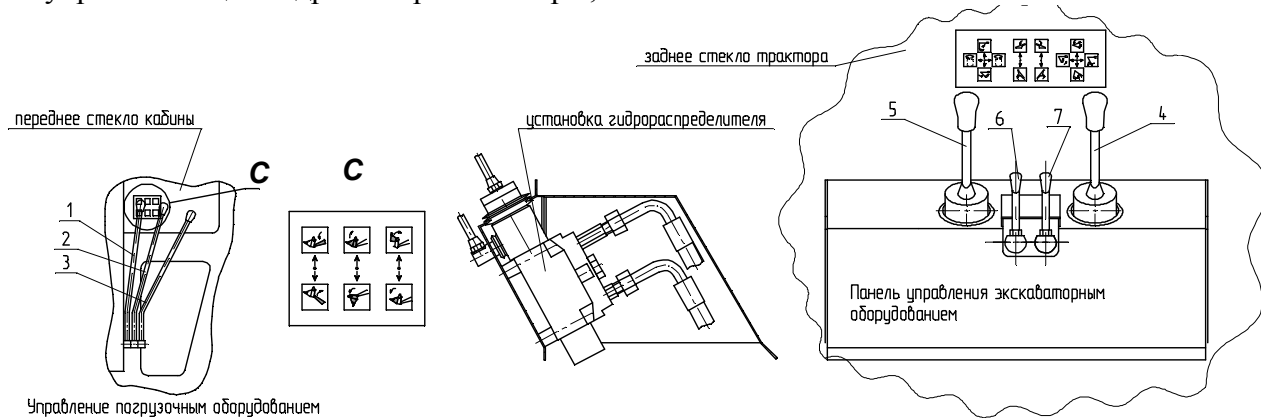 заднее стекло трактора
переднее стекло кабины
установка гидрораспределителя
С
С
1
2
3
5
6
7
4
Панель управления экскаваторным
оборудованием
Управление погрузочным оборудованием